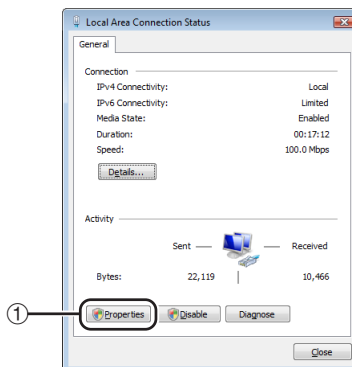 Local Area Connection Status
General
Connection
IPv4 Connectivity: Local
IPv6 Connectivity: Limited
Media State: Enabled
Duration: 00:17:12
Speed: 100.0 Mbps
Details...
Activity
Sent — — Received
Bytes: 22,119 | 10,466
① Properties Disable Diagnose
Close